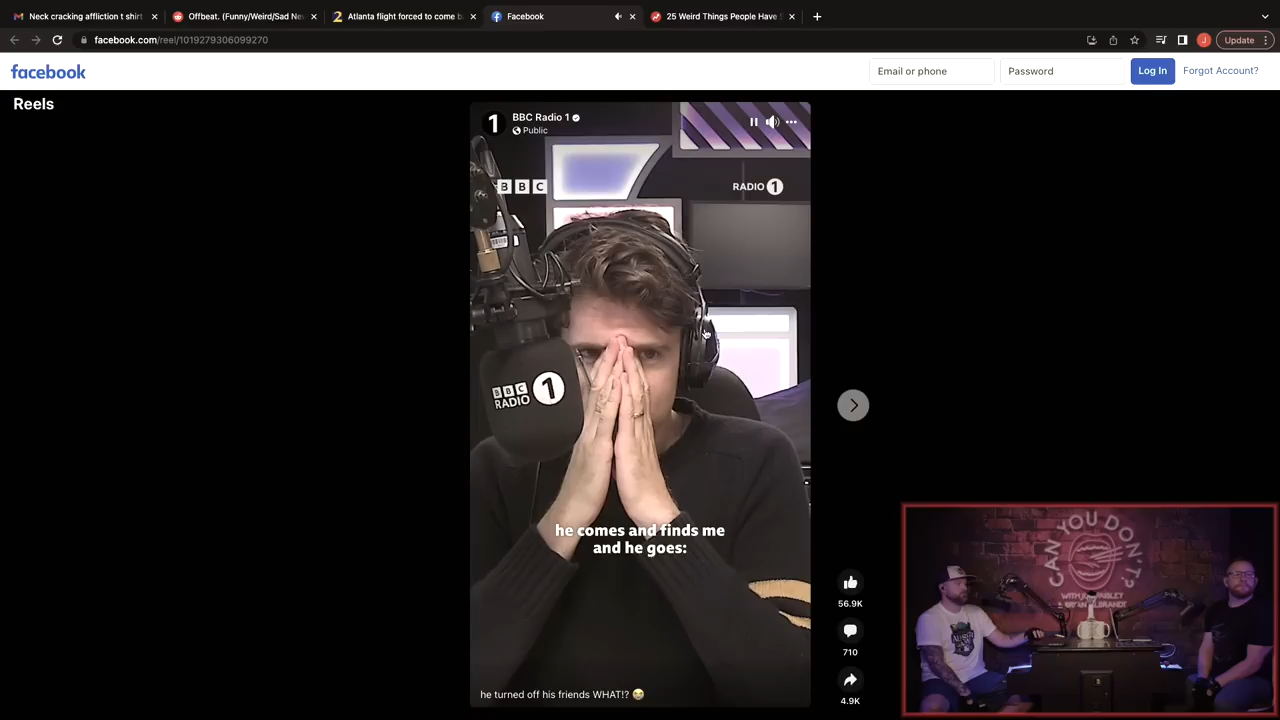 Neck cracking affliction t shirt
Offbeat. (Funny/Weird/Sad Ne
Atlanta flight forced to come b
Facebook
25 Weird Things People Have
facebook.com/reel/1019279306099270
J
Update
facebook
Email or phone
Password
Log In
Forgot Account?
Reels
1
BBC Radio 1
Public
BBC
RADIO 1
BBC
RADIO 1
he comes and finds me
and he goes:
he turned off his friends WHAT!? 😂
56.9K
710
4.9K
CAN YOU DON'T?